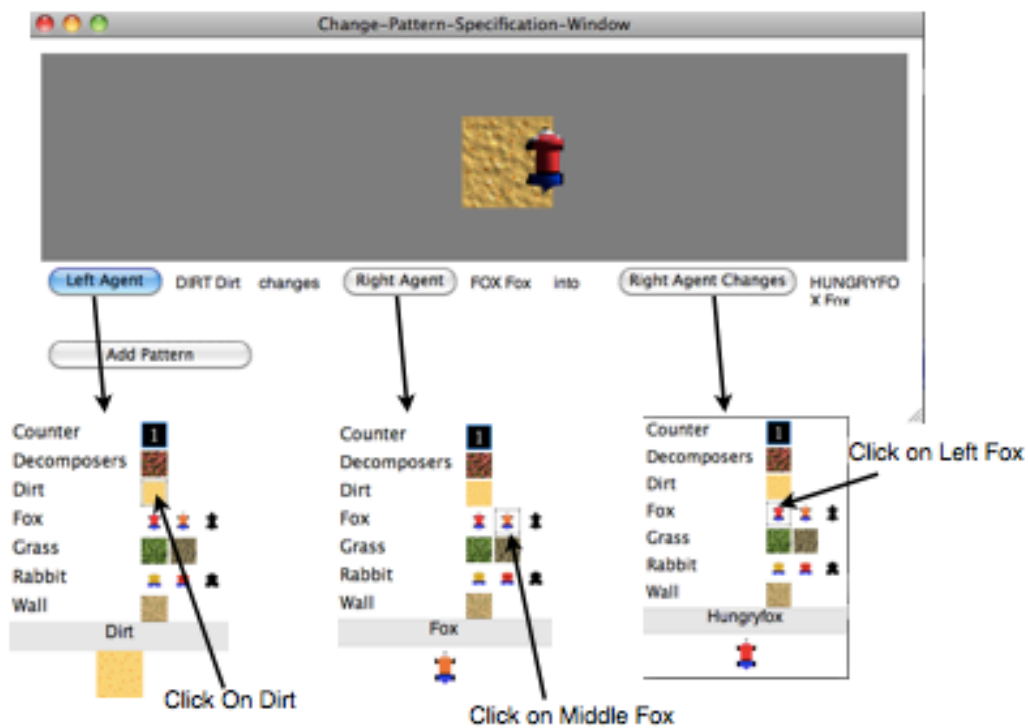 Change-Pattern-Specification-Window
Left Agent DIRT Dirt changes Right Agent FOX Fox into Right Agent Changes HUNGRYFO
X Fox
Add Pattern
Counter 1
Decomposers
Dirt
Fox
Grass
Rabbit
Wall
Dirt
Click On Dirt
Counter 1
Decomposers
Dirt
Fox
Grass
Rabbit
Wall
Fox
Click on Middle Fox
Counter 1
Decomposers
Dirt
Fox
Grass
Rabbit
Wall
Hungryfox
Click on Left Fox